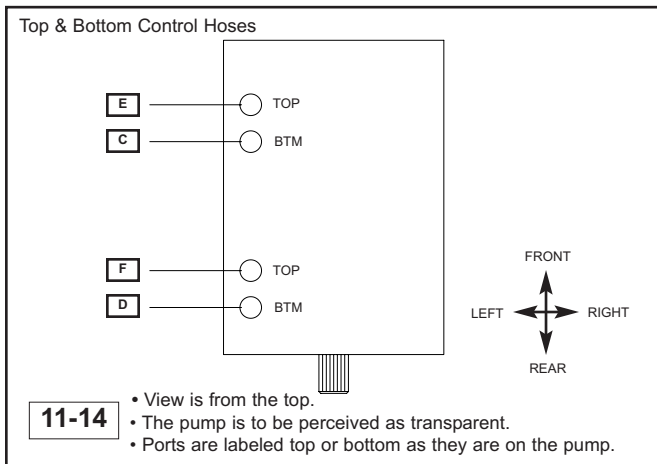 Top & Bottom Control Hoses
E
TOP
C
BTM
F
TOP
D
BTM
FRONT
LEFT
RIGHT
REAR
11-14
• View is from the top.
• The pump is to be perceived as transparent.
• Ports are labeled top or bottom as they are on the pump.